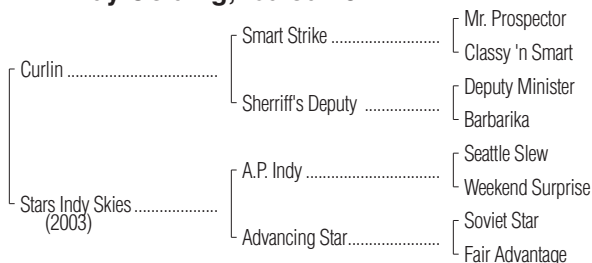 Smart Strike ................... Mr. Prospector
Classy 'n Smart
Curlin ..................................
Sherriff's Deputy ................. Deputy Minister
Barbarika
A.P. Indy .............................. Seattle Slew
Weekend Surprise
Stars Indy Skies ...................
(2003)
Advancing Star..................... Soviet Star
Fair Advantage